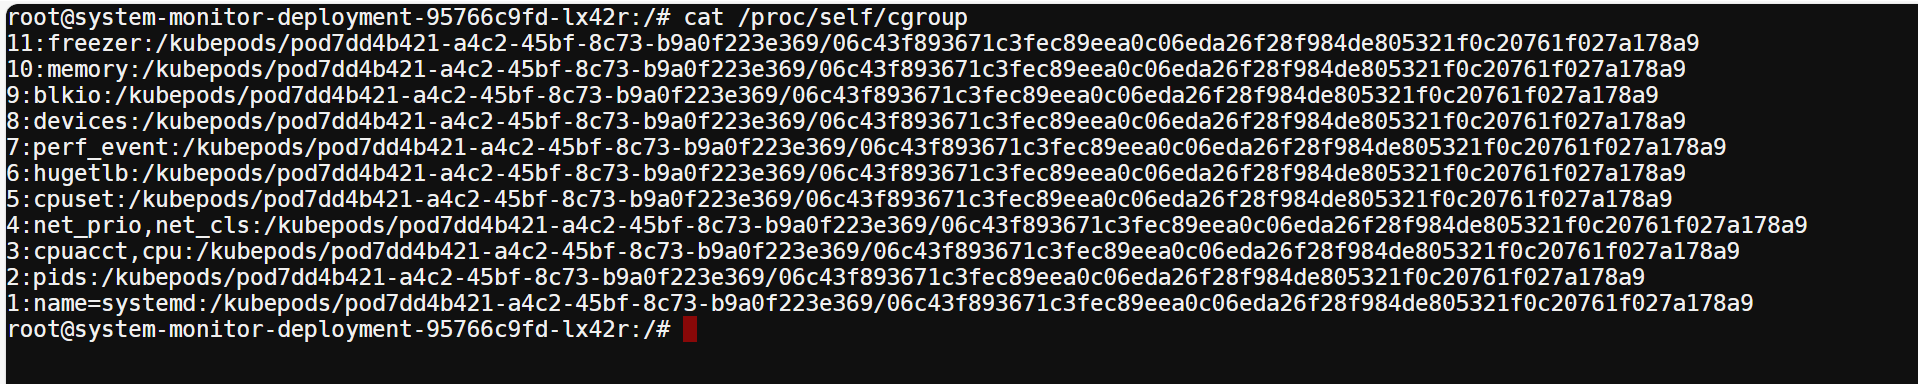 root@system-monitor-deployment-95766c9fd-lx42r:/# cat /proc/self/cgroup
11:freezer:/kubepods/pod7dd4b421-a4c2-45bf-8c73-b9a0f223e369/06c43f893671c3fec89eea0c06eda26f28f984de805321f0c20761f027a178a9
10:memory:/kubepods/pod7dd4b421-a4c2-45bf-8c73-b9a0f223e369/06c43f893671c3fec89eea0c06eda26f28f984de805321f0c20761f027a178a9
9:blkio:/kubepods/pod7dd4b421-a4c2-45bf-8c73-b9a0f223e369/06c43f893671c3fec89eea0c06eda26f28f984de805321f0c20761f027a178a9
8:devices:/kubepods/pod7dd4b421-a4c2-45bf-8c73-b9a0f223e369/06c43f893671c3fec89eea0c06eda26f28f984de805321f0c20761f027a178a9
7:perf_event:/kubepods/pod7dd4b421-a4c2-45bf-8c73-b9a0f223e369/06c43f893671c3fec89eea0c06eda26f28f984de805321f0c20761f027a178a9
6:hugetlb:/kubepods/pod7dd4b421-a4c2-45bf-8c73-b9a0f223e369/06c43f893671c3fec89eea0c06eda26f28f984de805321f0c20761f027a178a9
5:cpuset:/kubepods/pod7dd4b421-a4c2-45bf-8c73-b9a0f223e369/06c43f893671c3fec89eea0c06eda26f28f984de805321f0c20761f027a178a9
4:net_prio,net_cls:/kubepods/pod7dd4b421-a4c2-45bf-8c73-b9a0f223e369/06c43f893671c3fec89eea0c06eda26f28f984de805321f0c20761f027a178a9
3:cpuacct,cpu:/kubepods/pod7dd4b421-a4c2-45bf-8c73-b9a0f223e369/06c43f893671c3fec89eea0c06eda26f28f984de805321f0c20761f027a178a9
2:pids:/kubepods/pod7dd4b421-a4c2-45bf-8c73-b9a0f223e369/06c43f893671c3fec89eea0c06eda26f28f984de805321f0c20761f027a178a9
1:name=systemd:/kubepods/pod7dd4b421-a4c2-45bf-8c73-b9a0f223e369/06c43f893671c3fec89eea0c06eda26f28f984de805321f0c20761f027a178a9
root@system-monitor-deployment-95766c9fd-lx42r:/#